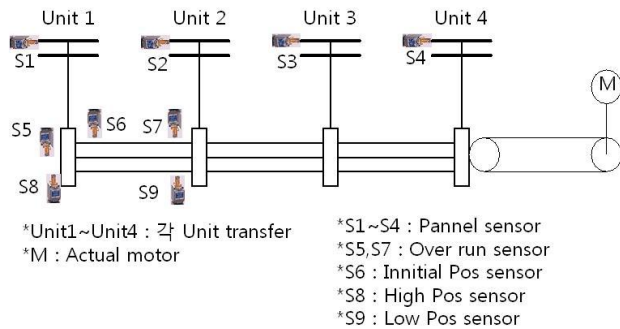 Unit 1 Unit 2 Unit 3 Unit 4
S1 S2 S3 S4
M
S5 S6 S7
S8 S9
*Unit1~Unit4 : 각 Unit transfer
*M : Actual motor
*S1~S4 : Pannel sensor
*S5,S7 : Over run sensor
*S6 : Innitial Pos sensor
*S8 : High Pos sensor
*S9 : Low Pos sensor